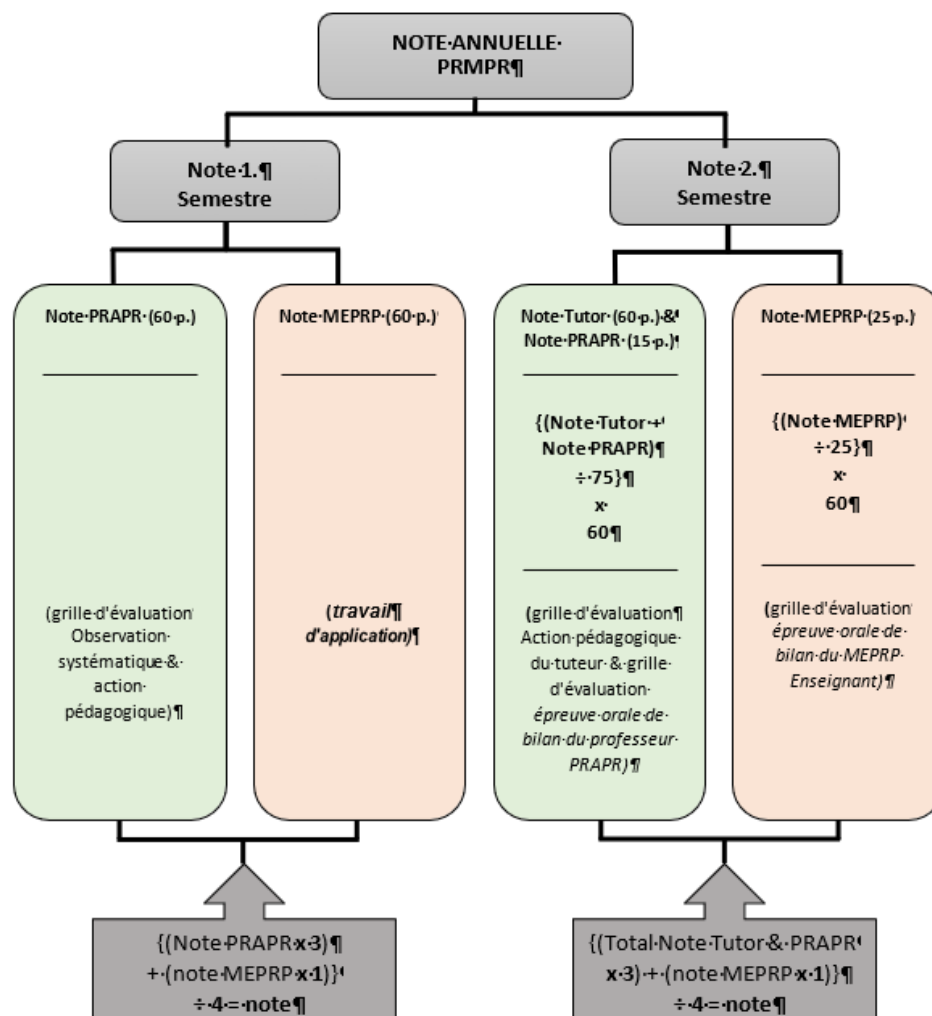 NOTE·ANNUELLE·
PRMPR¶
Note·1.¶
Semestre
Note·2.¶
Semestre
Note·PRAPR·(60·p.)
(grille·d'évaluation
Observation·
systématique·&·
action·
pédagogique)¶
Note·MEPRP·(60·p.)
(travail¶
d'application)¶
Note·Tutor·(60·p.)·&
Note·PRAPR·(15·p.)¶
{(Note·Tutor·+
Note·PRAPR)¶
÷·75}¶
x·
60¶
(grille·d'évaluation¶
Action·pédagogique·
du·tuteur·&·grille·
d'évaluation·
épreuve·orale·de·
bilan·du·professeur·
PRAPR)¶
Note·MEPRP·(25·p.)
{(Note·MEPRP)
÷·25}¶
x·
60¶
(grille·d'évaluation
épreuve·orale·de·
bilan·du·MEPRP·
Enseignant)¶
{(Note·PRAPR·x·3)¶
+·(note·MEPRP·x·1)}
÷·4·=·note¶
{(Total·Note·Tutor·&·PRAPR
x·3)·+·(note·MEPRP·x·1)}¶
÷·4·=·note¶